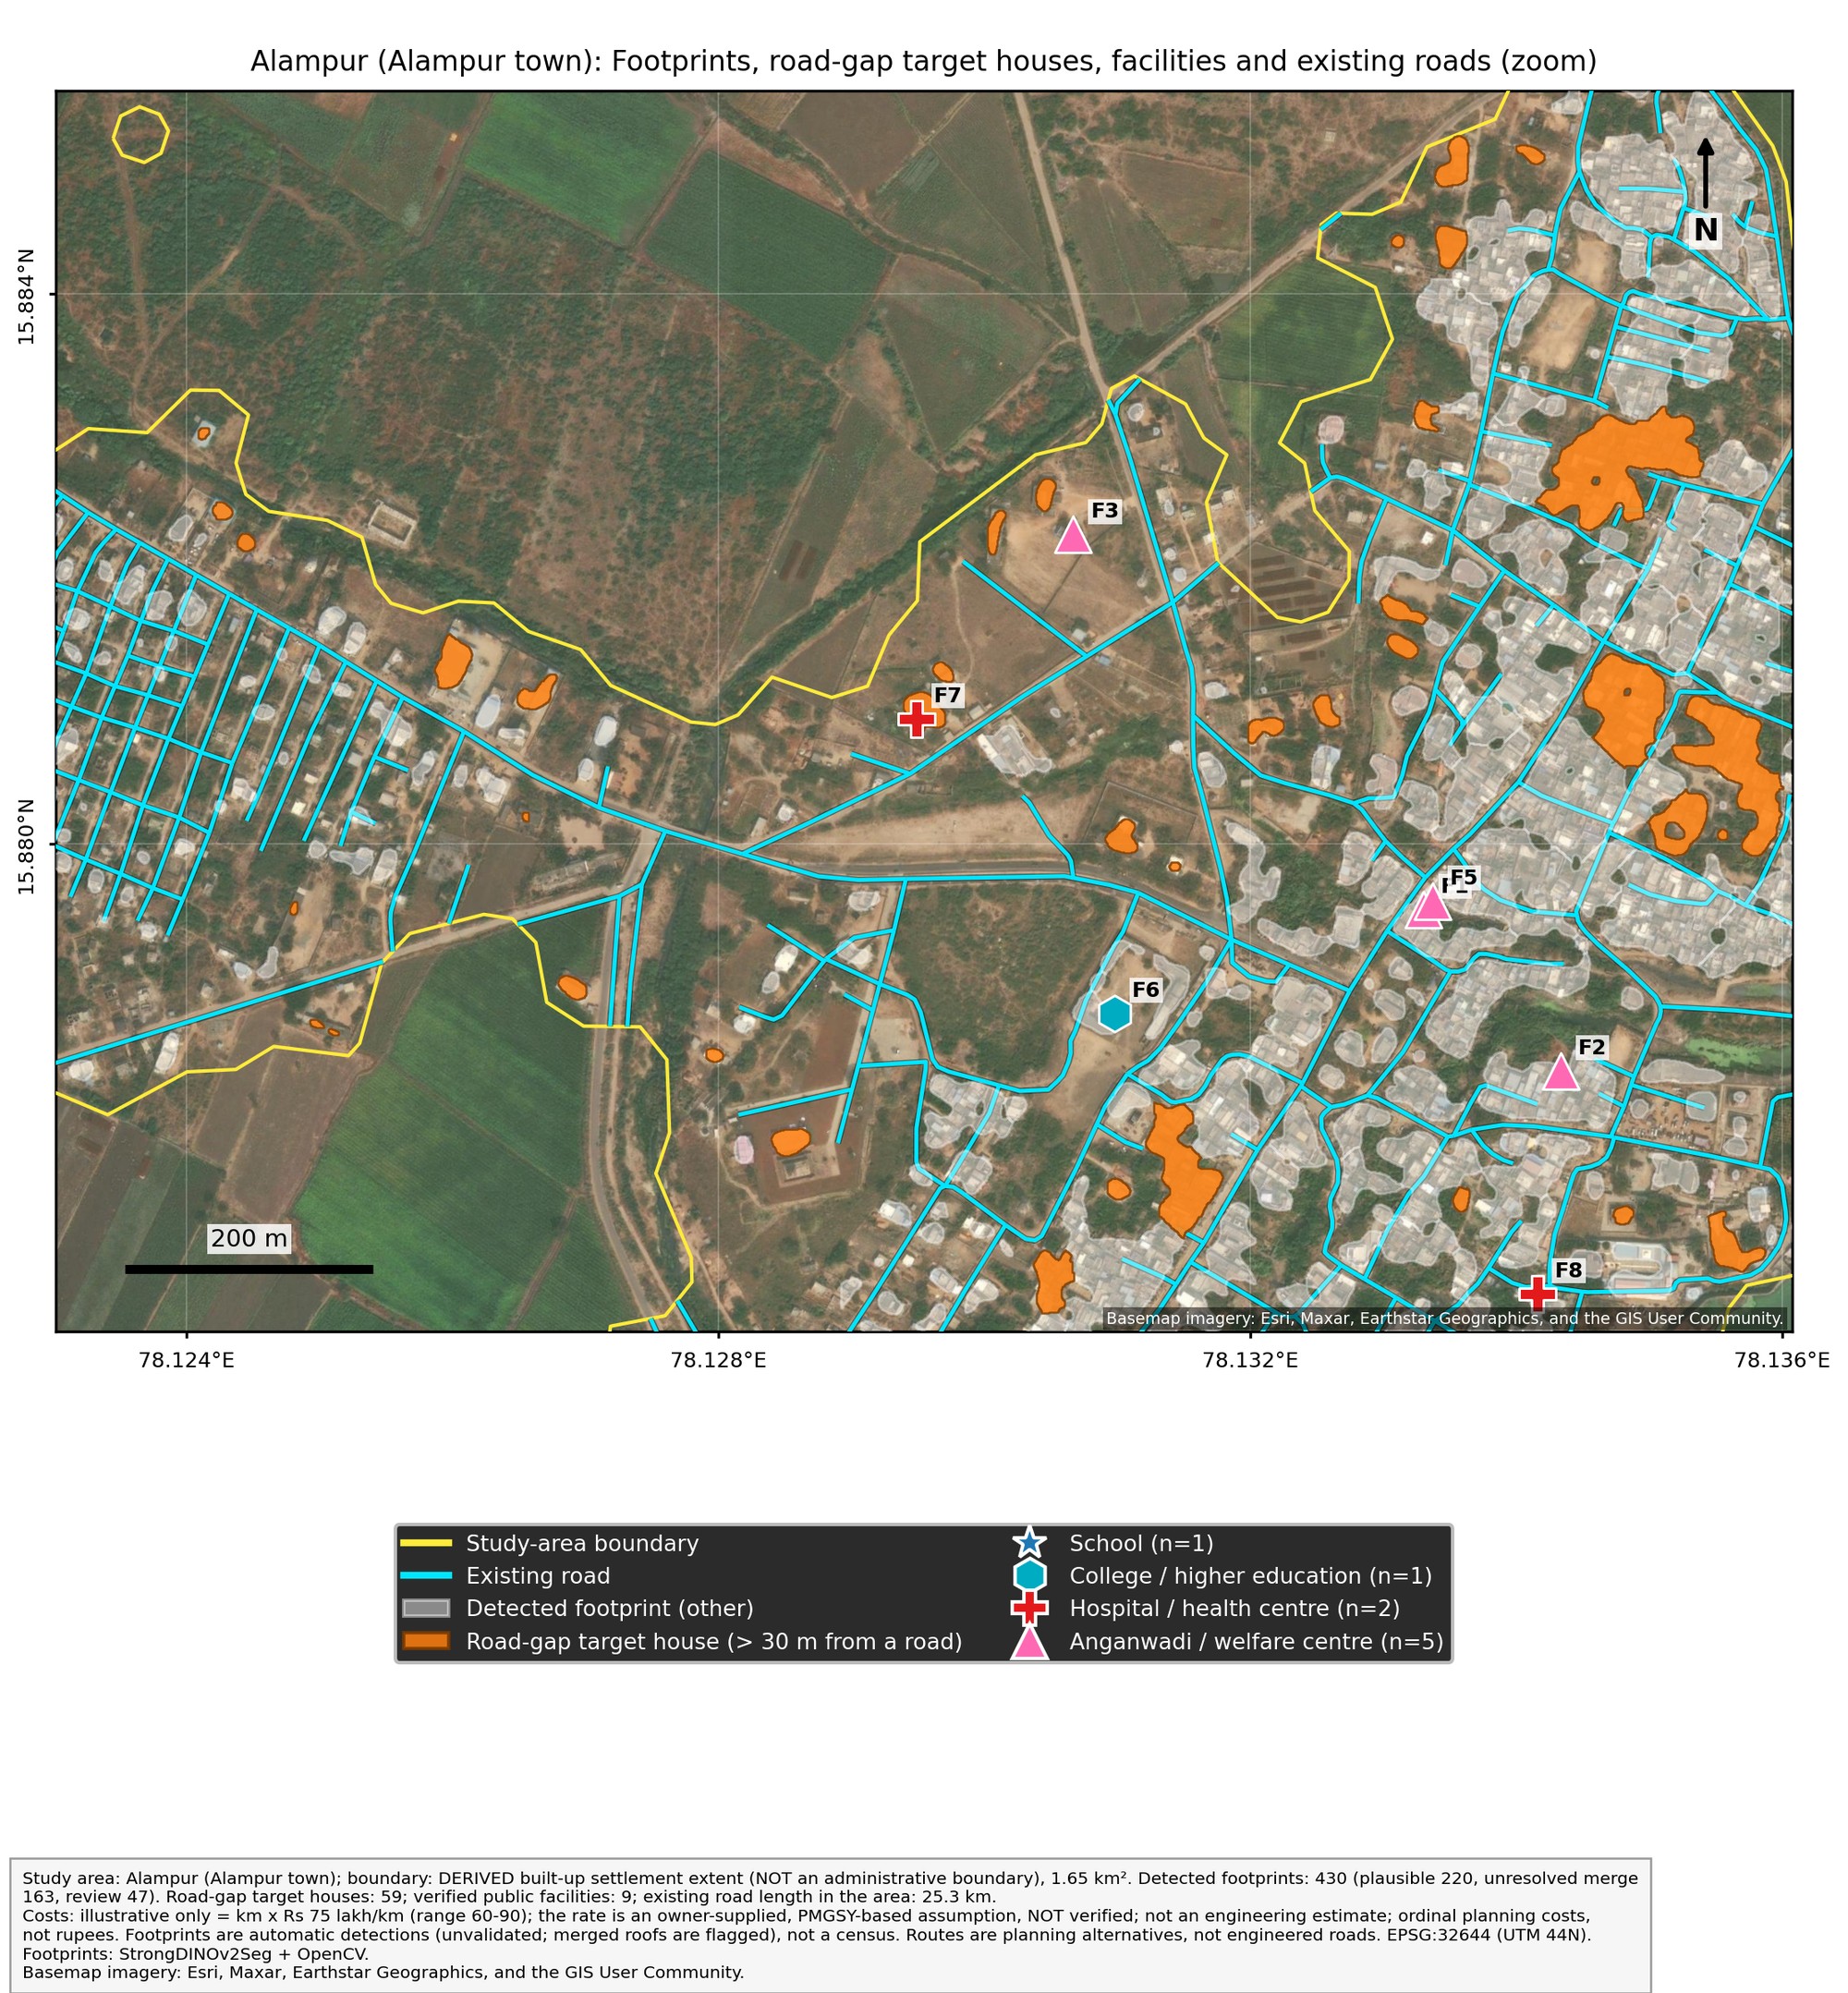 Alampur (Alampur town): Footprints, road-gap target houses, facilities and existing roads (zoom)
N
15.884°N
F3
F7
15.880°N
F5
F6
F2
200 m
F8
Basemap imagery: Esri, Maxar, Earthstar Geographics, and the GIS User Community.
78.124°E
78.128°E
78.132°E
78.136°E
Study-area boundary
Existing road
Detected footprint (other)
Road-gap target house (> 30 m from a road)
School (n=1)
College / higher education (n=1)
Hospital / health centre (n=2)
Anganwadi / welfare centre (n=5)
Study area: Alampur (Alampur town); boundary: DERIVED built-up settlement extent (NOT an administrative boundary), 1.65 km². Detected footprints: 430 (plausible 220, unresolved merge
163, review 47). Road-gap target houses: 59; verified public facilities: 9; existing road length in the area: 25.3 km.
Costs: illustrative only = km x Rs 75 lakh/km (range 60-90); the rate is an owner-supplied, PMGSY-based assumption, NOT verified; not an engineering estimate; ordinal planning costs,
not rupees. Footprints are automatic detections (unvalidated; merged roofs are flagged), not a census. Routes are planning alternatives, not engineered roads. EPSG:32644 (UTM 44N).
Footprints: StrongDINOv2Seg + OpenCV.
Basemap imagery: Esri, Maxar, Earthstar Geographics, and the GIS User Community.